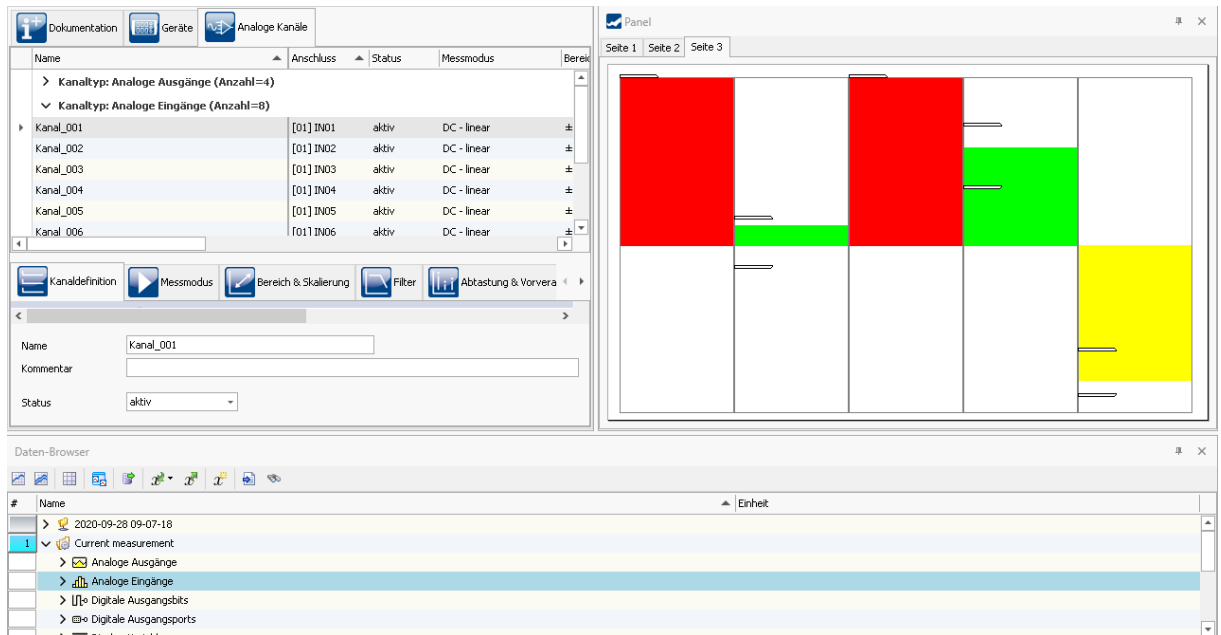 Dokumentation Geräte Analoge Kanäle
Name Anschluss Status Messmodus Bereic
Kanaltyp: Analoge Ausgänge (Anzahl=4)
Kanaltyp: Analoge Eingänge (Anzahl=8)
Kanal_001 [01] IN01 aktiv DC - linear ±
Kanal_002 [01] IN02 aktiv DC - linear ±
Kanal_003 [01] IN03 aktiv DC - linear ±
Kanal_004 [01] IN04 aktiv DC - linear ±
Kanal_005 [01] IN05 aktiv DC - linear ±
Kanal_006 [01] IN06 aktiv DC - linear ±
Kanaldefinition Messmodus Bereich & Skalierung Filter Abtastung & Vorvera
Name Kanal_001
Kommentar
Status aktiv
Panel
Seite 1 Seite 2 Seite 3
Daten-Browser
# Name Einheit
2020-09-28 09-07-18
1 Current measurement
Analoge Ausgänge
Analoge Eingänge
Digitale Ausgangsbits
Digitale Ausgangsports